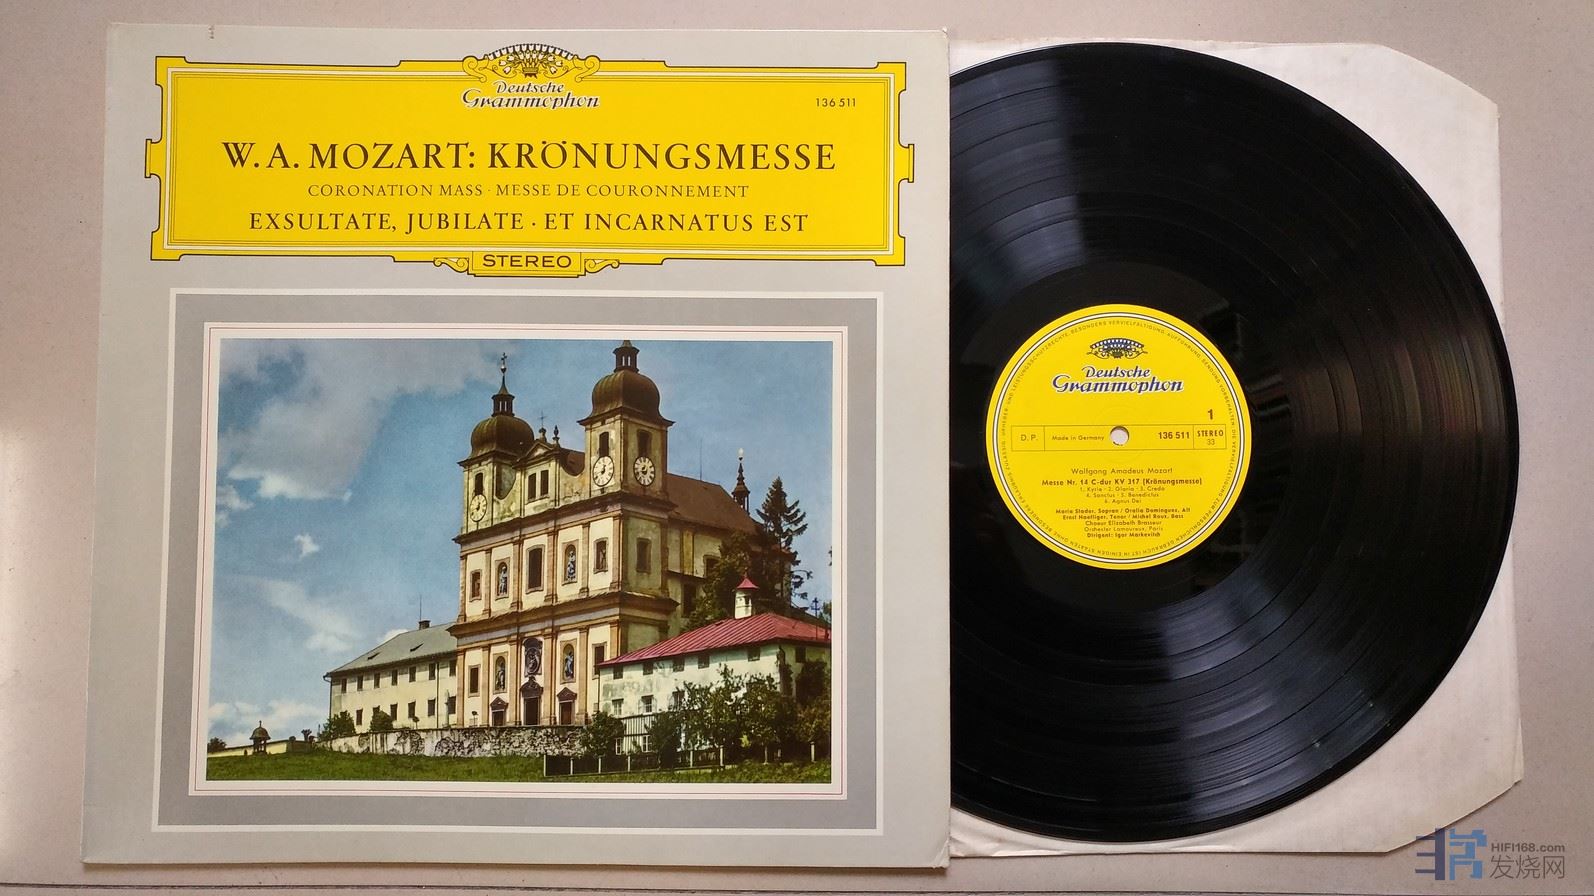 Deutsche
Grammophon
136 511
W. A. MOZART: KRÖNUNGSMESSE
CORONATION MASS · MESSE DE COURONNEMENT
EXSULTATE, JUBILATE · ET INCARNATUS EST
STEREO
Deutsche
Grammophon
1
D. P. Made in Germany 136 511 STEREO
33
Wolfgang Amadeus Mozart
Messe Nr. 14 C-dur KV 317 (Krönungsmesse)
1. Kyrie · 2. Gloria · 3. Credo
4. Sanctus · 5. Benedictus
6. Agnus Dei
Maria Stader, Sopran / Oralia Dominguez, Alt
Ernst Haefliger, Tenor / Michel Roux, Bass
Choeur Elisabeth Brasseur
Orchester Lamoureux, Paris
Dirigent: Igor Markevitch
HIFI168.com
发烧网